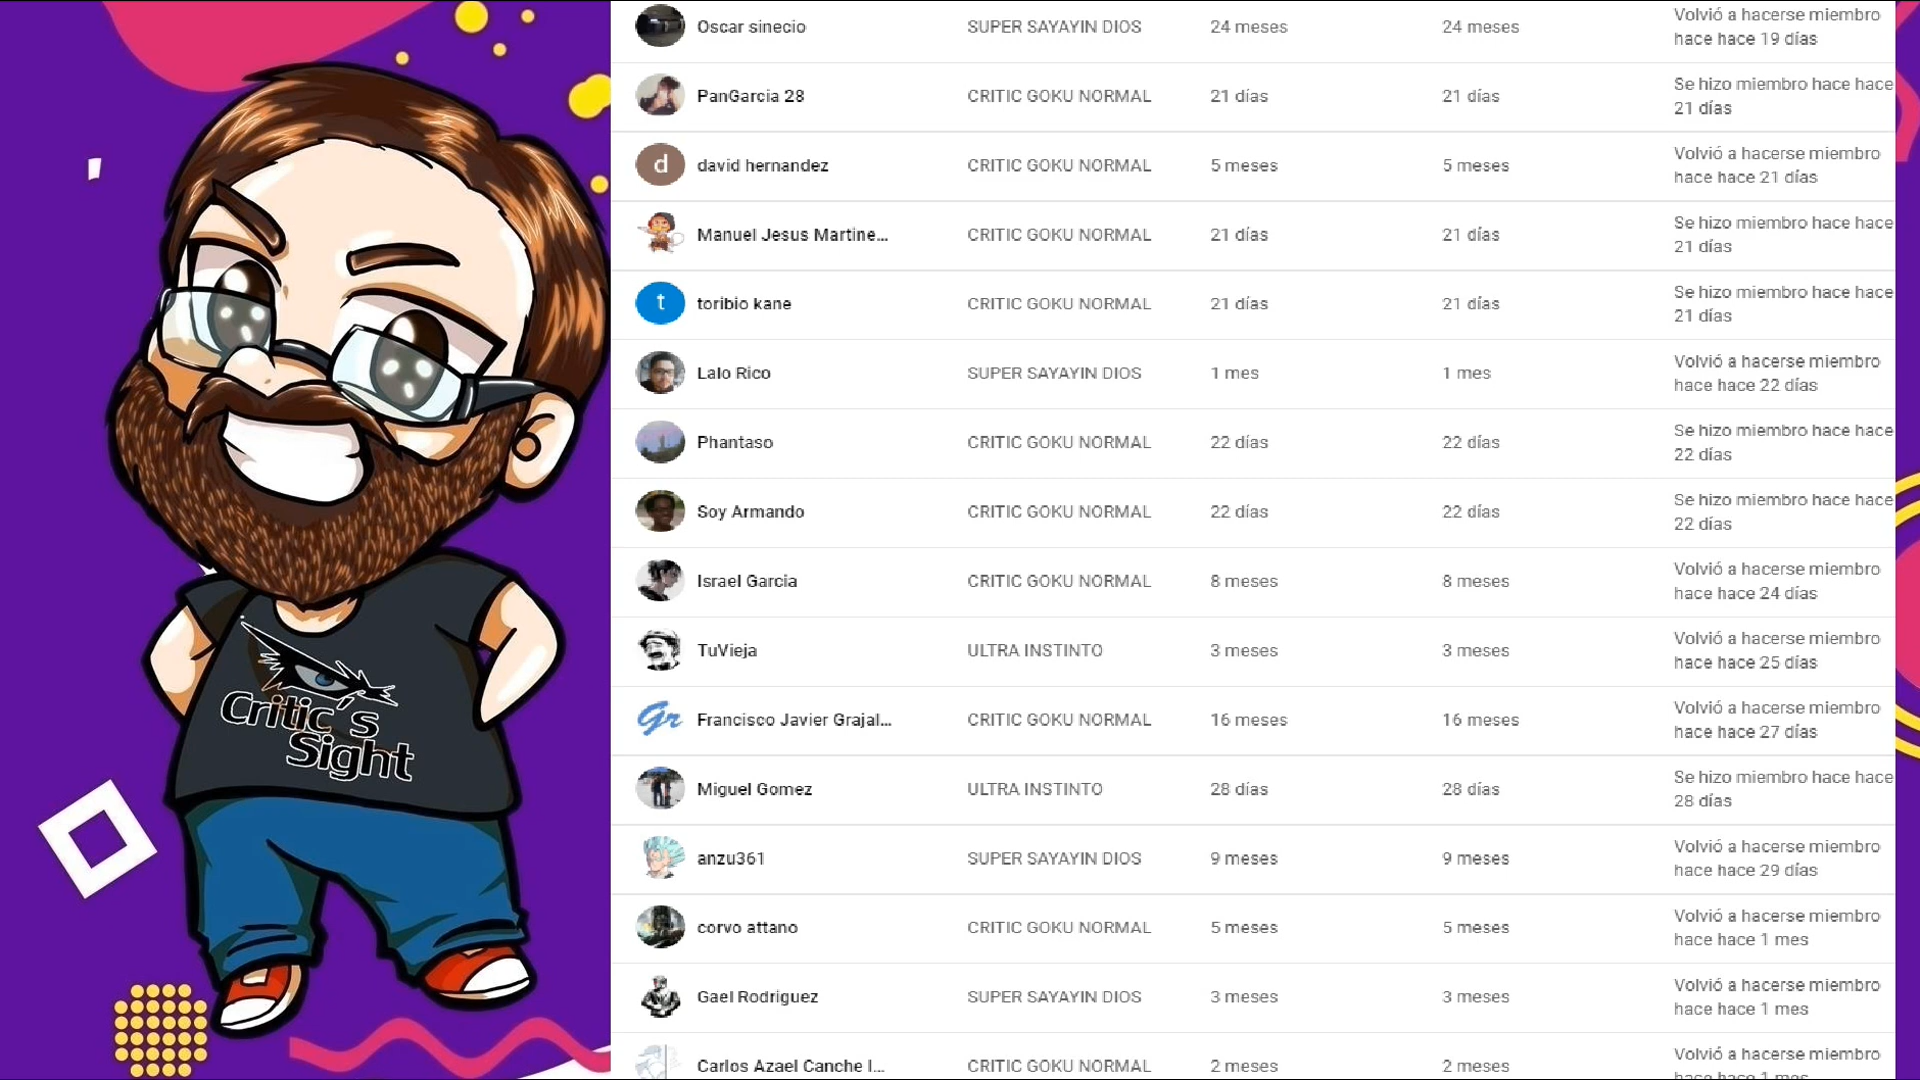 Critic's
Sight
Oscar sinecio SUPER SAYAYIN DIOS 24 meses 24 meses Volvió a hacerse miembro
hace hace 19 días
PanGarcia 28 CRITIC GOKU NORMAL 21 días 21 días Se hizo miembro hace hace
21 días
d david hernandez CRITIC GOKU NORMAL 5 meses 5 meses Volvió a hacerse miembro
hace hace 21 días
Manuel Jesus Martine... CRITIC GOKU NORMAL 21 días 21 días Se hizo miembro hace hace
21 días
t toribio kane CRITIC GOKU NORMAL 21 días 21 días Se hizo miembro hace hace
21 días
Lalo Rico SUPER SAYAYIN DIOS 1 mes 1 mes Volvió a hacerse miembro
hace hace 22 días
Phantaso CRITIC GOKU NORMAL 22 días 22 días Se hizo miembro hace hace
22 días
Soy Armando CRITIC GOKU NORMAL 22 días 22 días Se hizo miembro hace hace
22 días
Israel Garcia CRITIC GOKU NORMAL 8 meses 8 meses Volvió a hacerse miembro
hace hace 24 días
TuVieja ULTRA INSTINTO 3 meses 3 meses Volvió a hacerse miembro
hace hace 25 días
Gr Francisco Javier Grajal... CRITIC GOKU NORMAL 16 meses 16 meses Volvió a hacerse miembro
hace hace 27 días
Miguel Gomez ULTRA INSTINTO 28 días 28 días Se hizo miembro hace hace
28 días
anzu361 SUPER SAYAYIN DIOS 9 meses 9 meses Volvió a hacerse miembro
hace hace 29 días
corvo attano CRITIC GOKU NORMAL 5 meses 5 meses Volvió a hacerse miembro
hace hace 1 mes
Gael Rodriguez SUPER SAYAYIN DIOS 3 meses 3 meses Volvió a hacerse miembro
hace hace 1 mes
Carlos Azael Canche I... CRITIC GOKU NORMAL 2 meses 2 meses Volvió a hacerse miembro
hace hace 1 mes